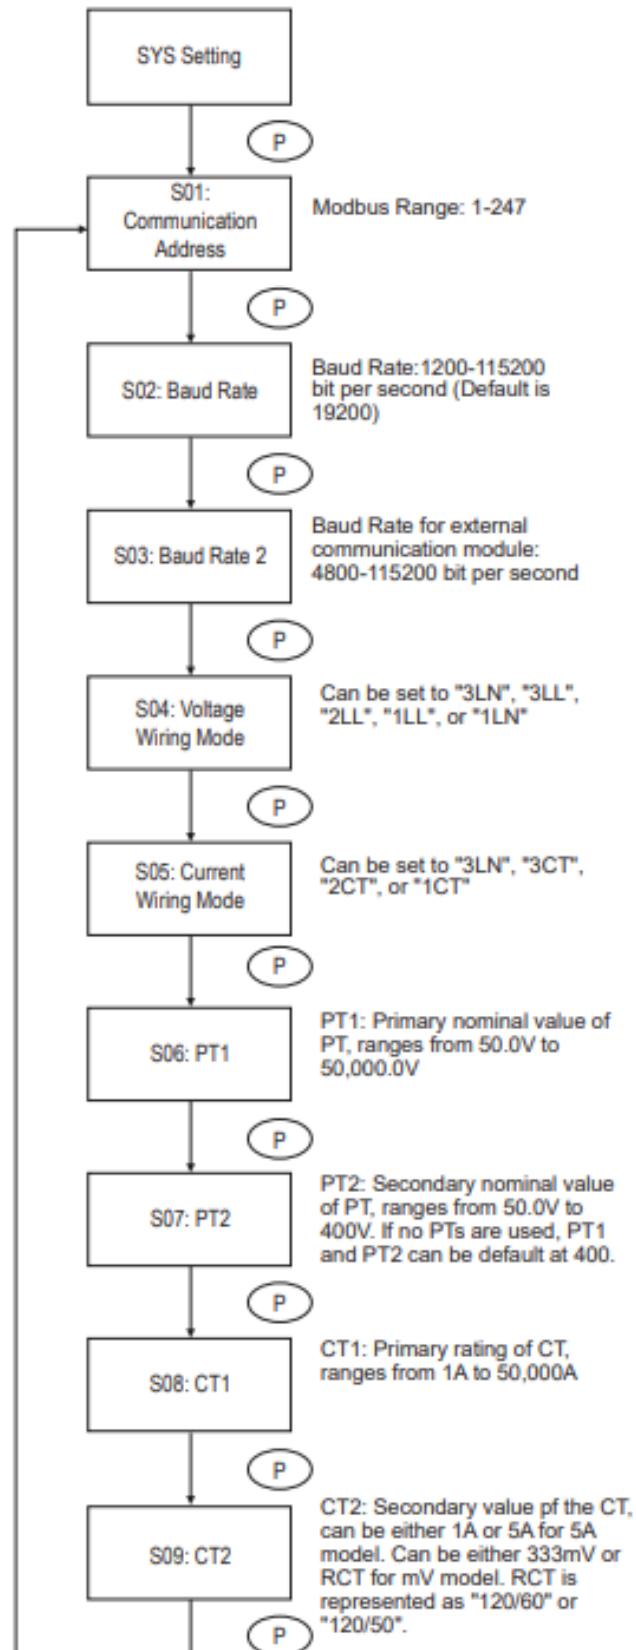 SYS Setting
P
S01:
Communication
Address
Modbus Range: 1-247
P
S02: Baud Rate
Baud Rate:1200-115200
bit per second (Default is
19200)
P
S03: Baud Rate 2
Baud Rate for external
communication module:
4800-115200 bit per second
P
S04: Voltage
Wiring Mode
Can be set to "3LN", "3LL",
"2LL", "1LL", or "1LN"
P
S05: Current
Wiring Mode
Can be set to "3LN", "3CT",
"2CT", or "1CT"
P
S06: PT1
PT1: Primary nominal value of
PT, ranges from 50.0V to
50,000.0V
P
S07: PT2
PT2: Secondary nominal value
of PT, ranges from 50.0V to
400V. If no PTs are used, PT1
and PT2 can be default at 400.
P
S08: CT1
CT1: Primary rating of CT,
ranges from 1A to 50,000A
P
S09: CT2
CT2: Secondary value pf the CT,
can be either 1A or 5A for 5A
model. Can be either 333mV or
RCT for mV model. RCT is
represented as "120/60" or
"120/50".
P